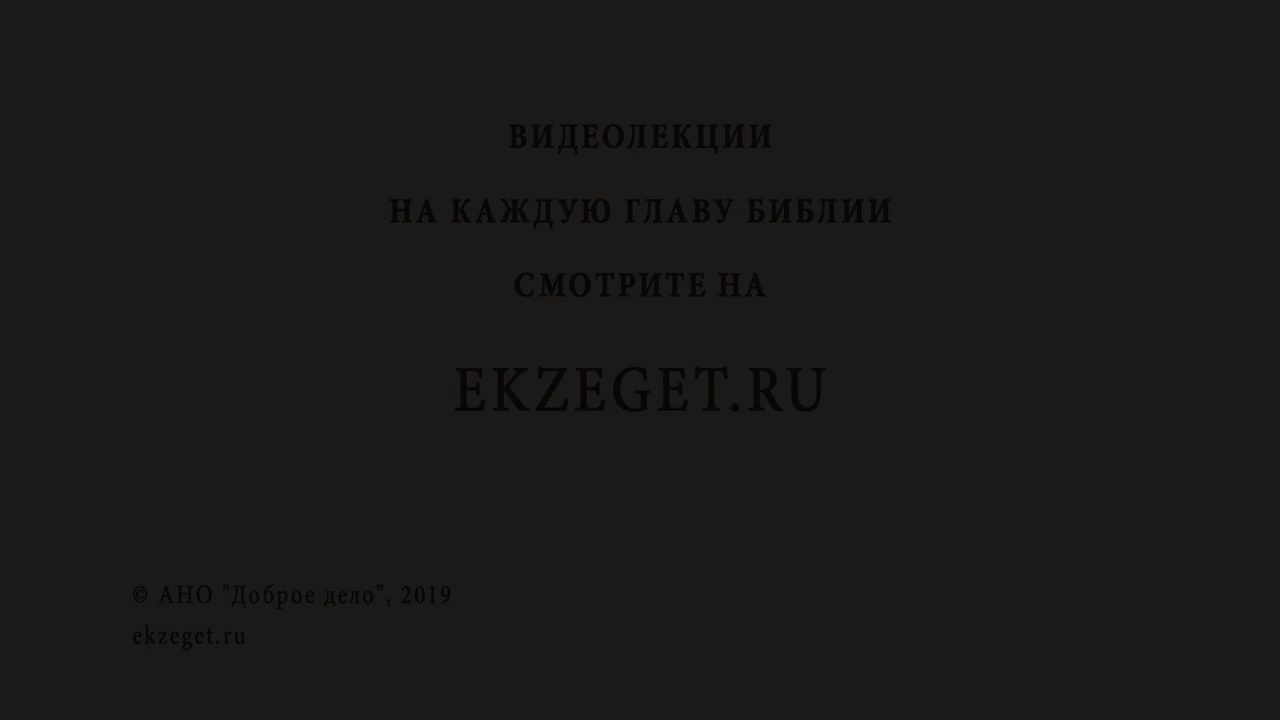 ВИДЕОЛЕКЦИИ
НА КАЖДУЮ ГЛАВУ БИБЛИИ
СМОТРИТЕ НА
EKZEGET.RU
© АНО "Доброе дело", 2019
ekzeget.ru